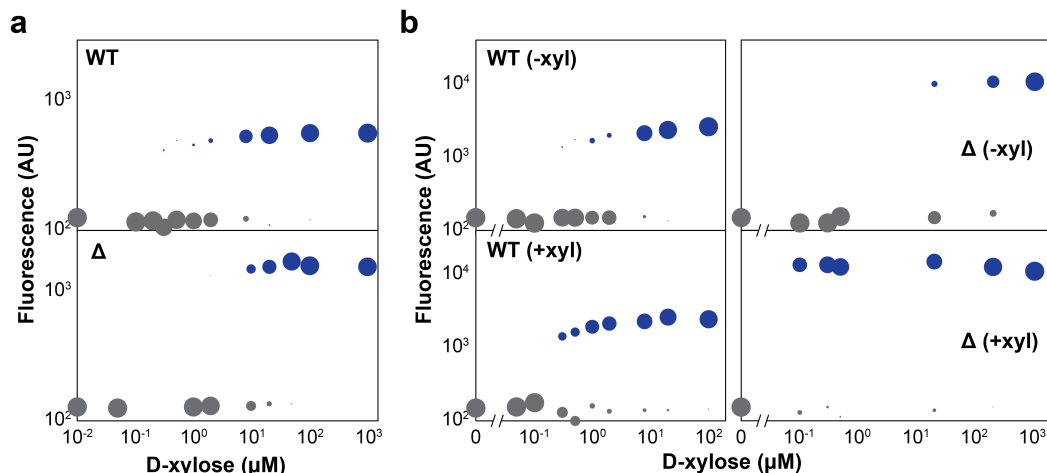 a
b
WT
WT (-xyl)
Δ (-xyl)
Δ
WT (+xyl)
Δ (+xyl)
Fluorescence (AU)
10³
10²
10³
10²
10⁻² 10⁻¹ 10⁰ 10¹ 10² 10³
D-xylose (µM)
Fluorescence (AU)
10⁴
10³
10²
10⁴
10³
10²
0 10⁻¹ 10⁰ 10¹ 10²
0 10⁻¹ 10⁰ 10¹ 10² 10³
D-xylose (µM)